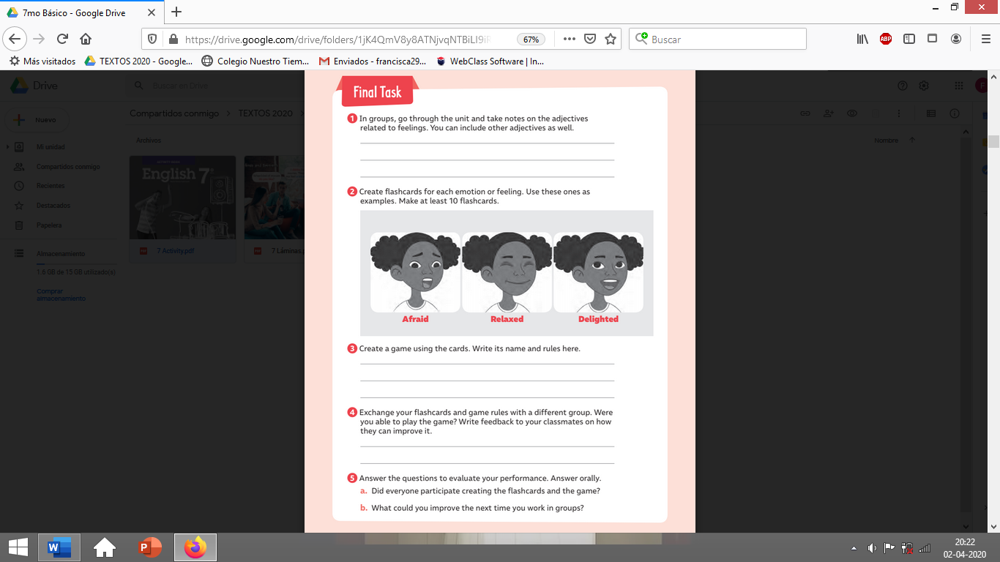 7mo Básico - Google Drive
https://drive.google.com/drive/folders/1jK4QmV8y8ATNjvqNTBiLI9iR
67%
Buscar
Más visitados
TEXTOS 2020 - Google...
Colegio Nuestro Tiem...
Enviados - francisca29...
WebClass Software | In...
Drive
Buscar en Drive
Nuevo
Compartidos conmigo
TEXTOS 2020
Archivos
Nombre
Mi unidad
Compartidos conmigo
Recientes
Destacados
Papelera
Almacenamiento
1.6 GB de 15 GB utilizado(s)
Comprar
almacenamiento
English 7
7 Activity.pdf
7 Láminas.p
Final Task
1 In groups, go through the unit and take notes on the adjectives
related to feelings. You can include other adjectives as well.
2 Create flashcards for each emotion or feeling. Use these ones as
examples. Make at least 10 flashcards.
Afraid
Relaxed
Delighted
3 Create a game using the cards. Write its name and rules here.
4 Exchange your flashcards and game rules with a different group. Were
you able to play the game? Write feedback to your classmates on how
they can improve it.
5 Answer the questions to evaluate your performance. Answer orally.
a. Did everyone participate creating the flashcards and the game?
b. What could you improve the next time you work in groups?
20:22
02-04-2020